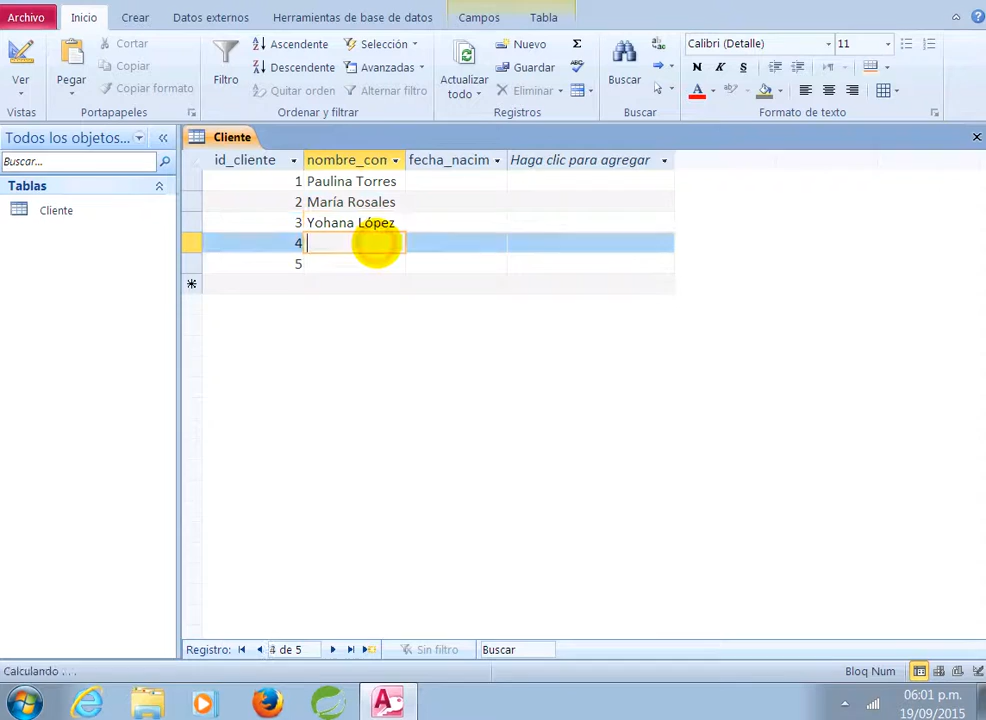 Archivo Inicio Crear Datos externos Herramientas de base de datos Campos Tabla
Ver
Vistas
Pegar
Cortar
Copiar
Copiar formato
Portapapeles
Filtro
Ascendente
Descendente
Quitar orden
Selección
Avanzadas
Alternar filtro
Ordenar y filtrar
Actualizar
todo
Nuevo
Guardar
Eliminar
Σ
Registros
Buscar
Buscar
Calibri (Detalle) 11
N K S
A
Formato de texto
Todos los objetos...
Buscar...
Tablas
Cliente
Cliente
id_cliente nombre_con fecha_nacim Haga clic para agregar
1 Paulina Torres
2 María Rosales
3 Yohana López
4
5
Registro: 4 de 5 Sin filtro Buscar
Calculando . . . Bloq Num
06:01 p.m.
19/09/2015